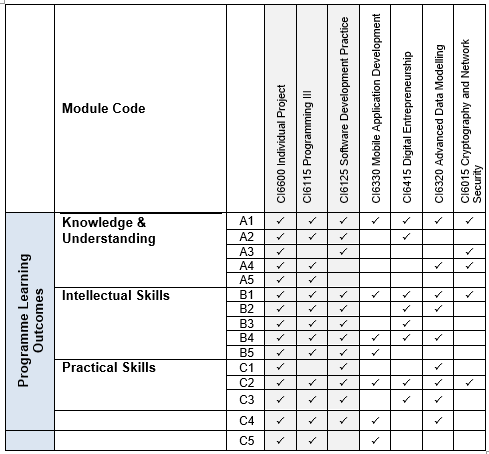 Module Code
CI6600 Individual Project
CI6115 Programming III
CI6125 Software Development Practice
CI6330 Mobile Application Development
CI6415 Digital Entrepreneurship
CI6320 Advanced Data Modelling
CI6015 Cryptography and Network
Security
Programme Learning
Outcomes
Knowledge &
Understanding
A1 ✓ ✓ ✓ ✓ ✓ ✓ ✓
A2 ✓ ✓ ✓ ✓
A3 ✓ ✓ ✓
A4 ✓ ✓ ✓ ✓
A5 ✓ ✓
Intellectual Skills
B1 ✓ ✓ ✓ ✓ ✓ ✓ ✓
B2 ✓ ✓ ✓ ✓ ✓
B3 ✓ ✓ ✓ ✓
B4 ✓ ✓ ✓ ✓ ✓ ✓
B5 ✓ ✓ ✓ ✓
Practical Skills
C1 ✓ ✓ ✓
C2 ✓ ✓ ✓ ✓ ✓ ✓ ✓
C3 ✓ ✓ ✓ ✓ ✓
C4 ✓ ✓ ✓ ✓ ✓
C5 ✓ ✓ ✓